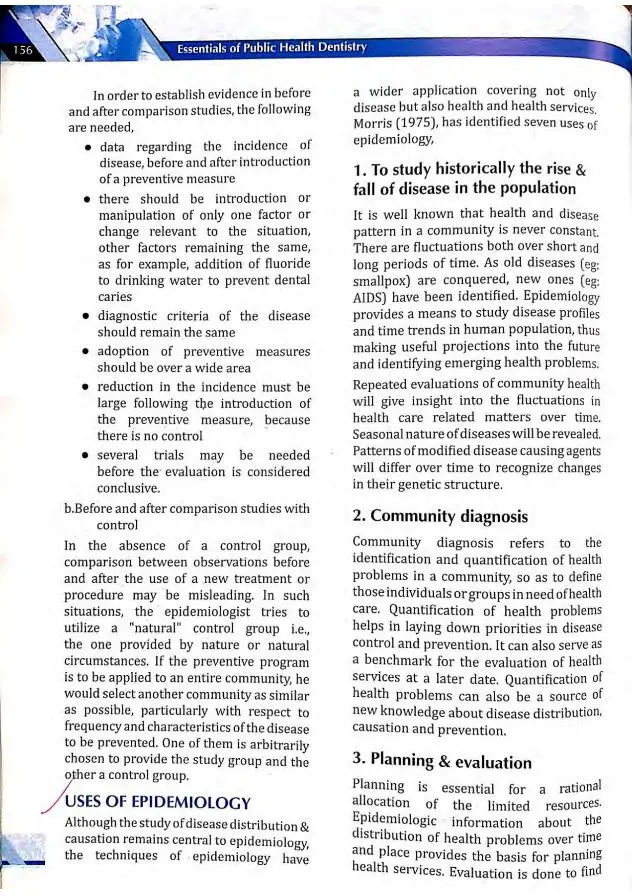 156
Essentials of Public Health Dentistry
In order to establish evidence in before
and after comparison studies, the following
are needed,
• data regarding the incidence of
disease, before and after introduction
of a preventive measure
• there should be introduction or
manipulation of only one factor or
change relevant to the situation,
other factors remaining the same,
as for example, addition of fluoride
to drinking water to prevent dental
caries
• diagnostic criteria of the disease
should remain the same
• adoption of preventive measures
should be over a wide area
• reduction in the incidence must be
large following the introduction of
the preventive measure, because
there is no control
• several trials may be needed
before the evaluation is considered
conclusive.
b.Before and after comparison studies with
control
In the absence of a control group,
comparison between observations before
and after the use of a new treatment or
procedure may be misleading. In such
situations, the epidemiologist tries to
utilize a "natural" control group i.e.,
the one provided by nature or natural
circumstances. If the preventive program
is to be applied to an entire community, he
would select another community as similar
as possible, particularly with respect to
frequency and characteristics of the disease
to be prevented. One of them is arbitrarily
chosen to provide the study group and the
other a control group.
USES OF EPIDEMIOLOGY
Although the study of disease distribution &
causation remains central to epidemiology,
the techniques of epidemiology have
a wider application covering not only
disease but also health and health services.
Morris (1975), has identified seven uses of
epidemiology,
1. To study historically the rise &
fall of disease in the population
It is well known that health and disease
pattern in a community is never constant.
There are fluctuations both over short and
long periods of time. As old diseases (eg:
smallpox) are conquered, new ones (eg:
AIDS) have been identified. Epidemiology
provides a means to study disease profiles
and time trends in human population, thus
making useful projections into the future
and identifying emerging health problems.
Repeated evaluations of community health
will give insight into the fluctuations in
health care related matters over time.
Seasonal nature of diseases will be revealed.
Patterns of modified disease causing agents
will differ over time to recognize changes
in their genetic structure.
2. Community diagnosis
Community diagnosis refers to the
identification and quantification of health
problems in a community, so as to define
those individuals or groups in need of health
care. Quantification of health problems
helps in laying down priorities in disease
control and prevention. It can also serve as
a benchmark for the evaluation of health
services at a later date. Quantification of
health problems can also be a source of
new knowledge about disease distribution,
causation and prevention.
3. Planning & evaluation
Planning is essential for a rational
allocation of the limited resources.
Epidemiologic information about the
distribution of health problems over time
and place provides the basis for planning
health services. Evaluation is done to find